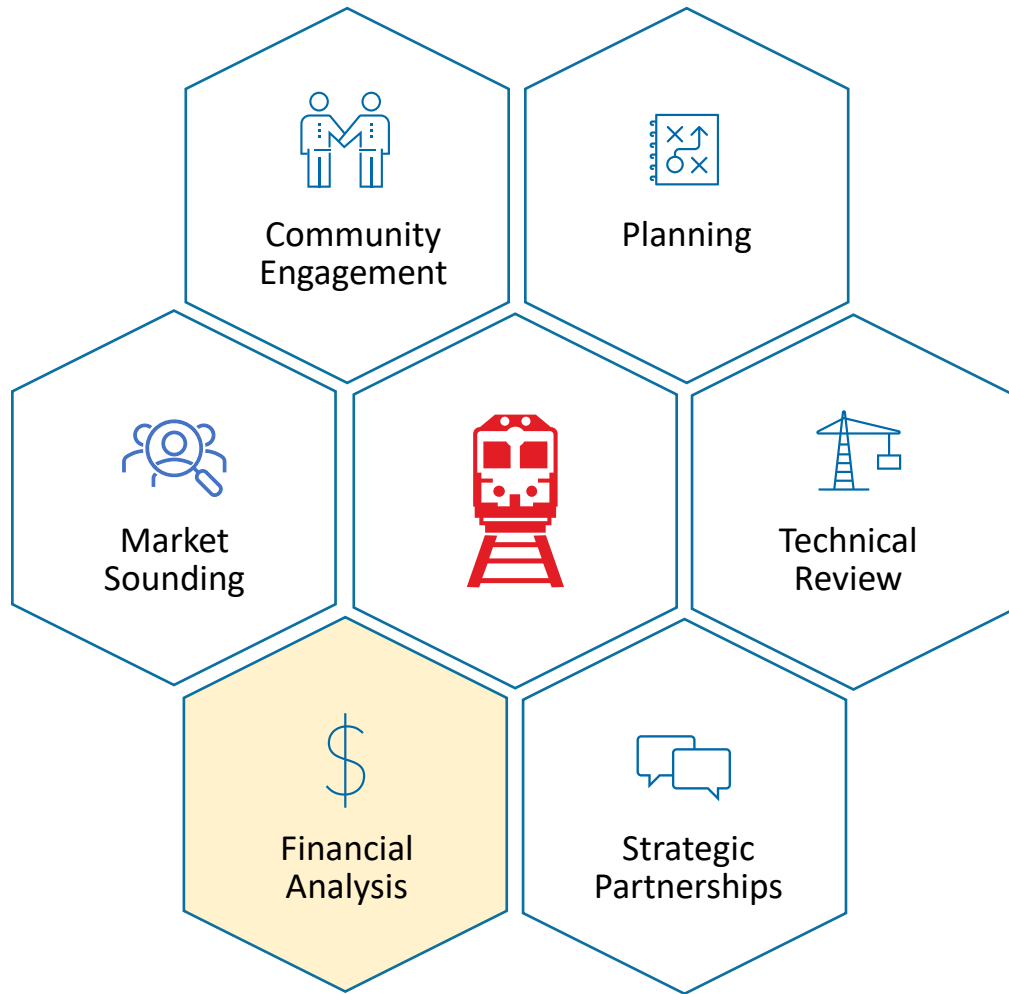 Community
Engagement
Planning
Market
Sounding
Technical
Review
Financial
Analysis
Strategic
Partnerships